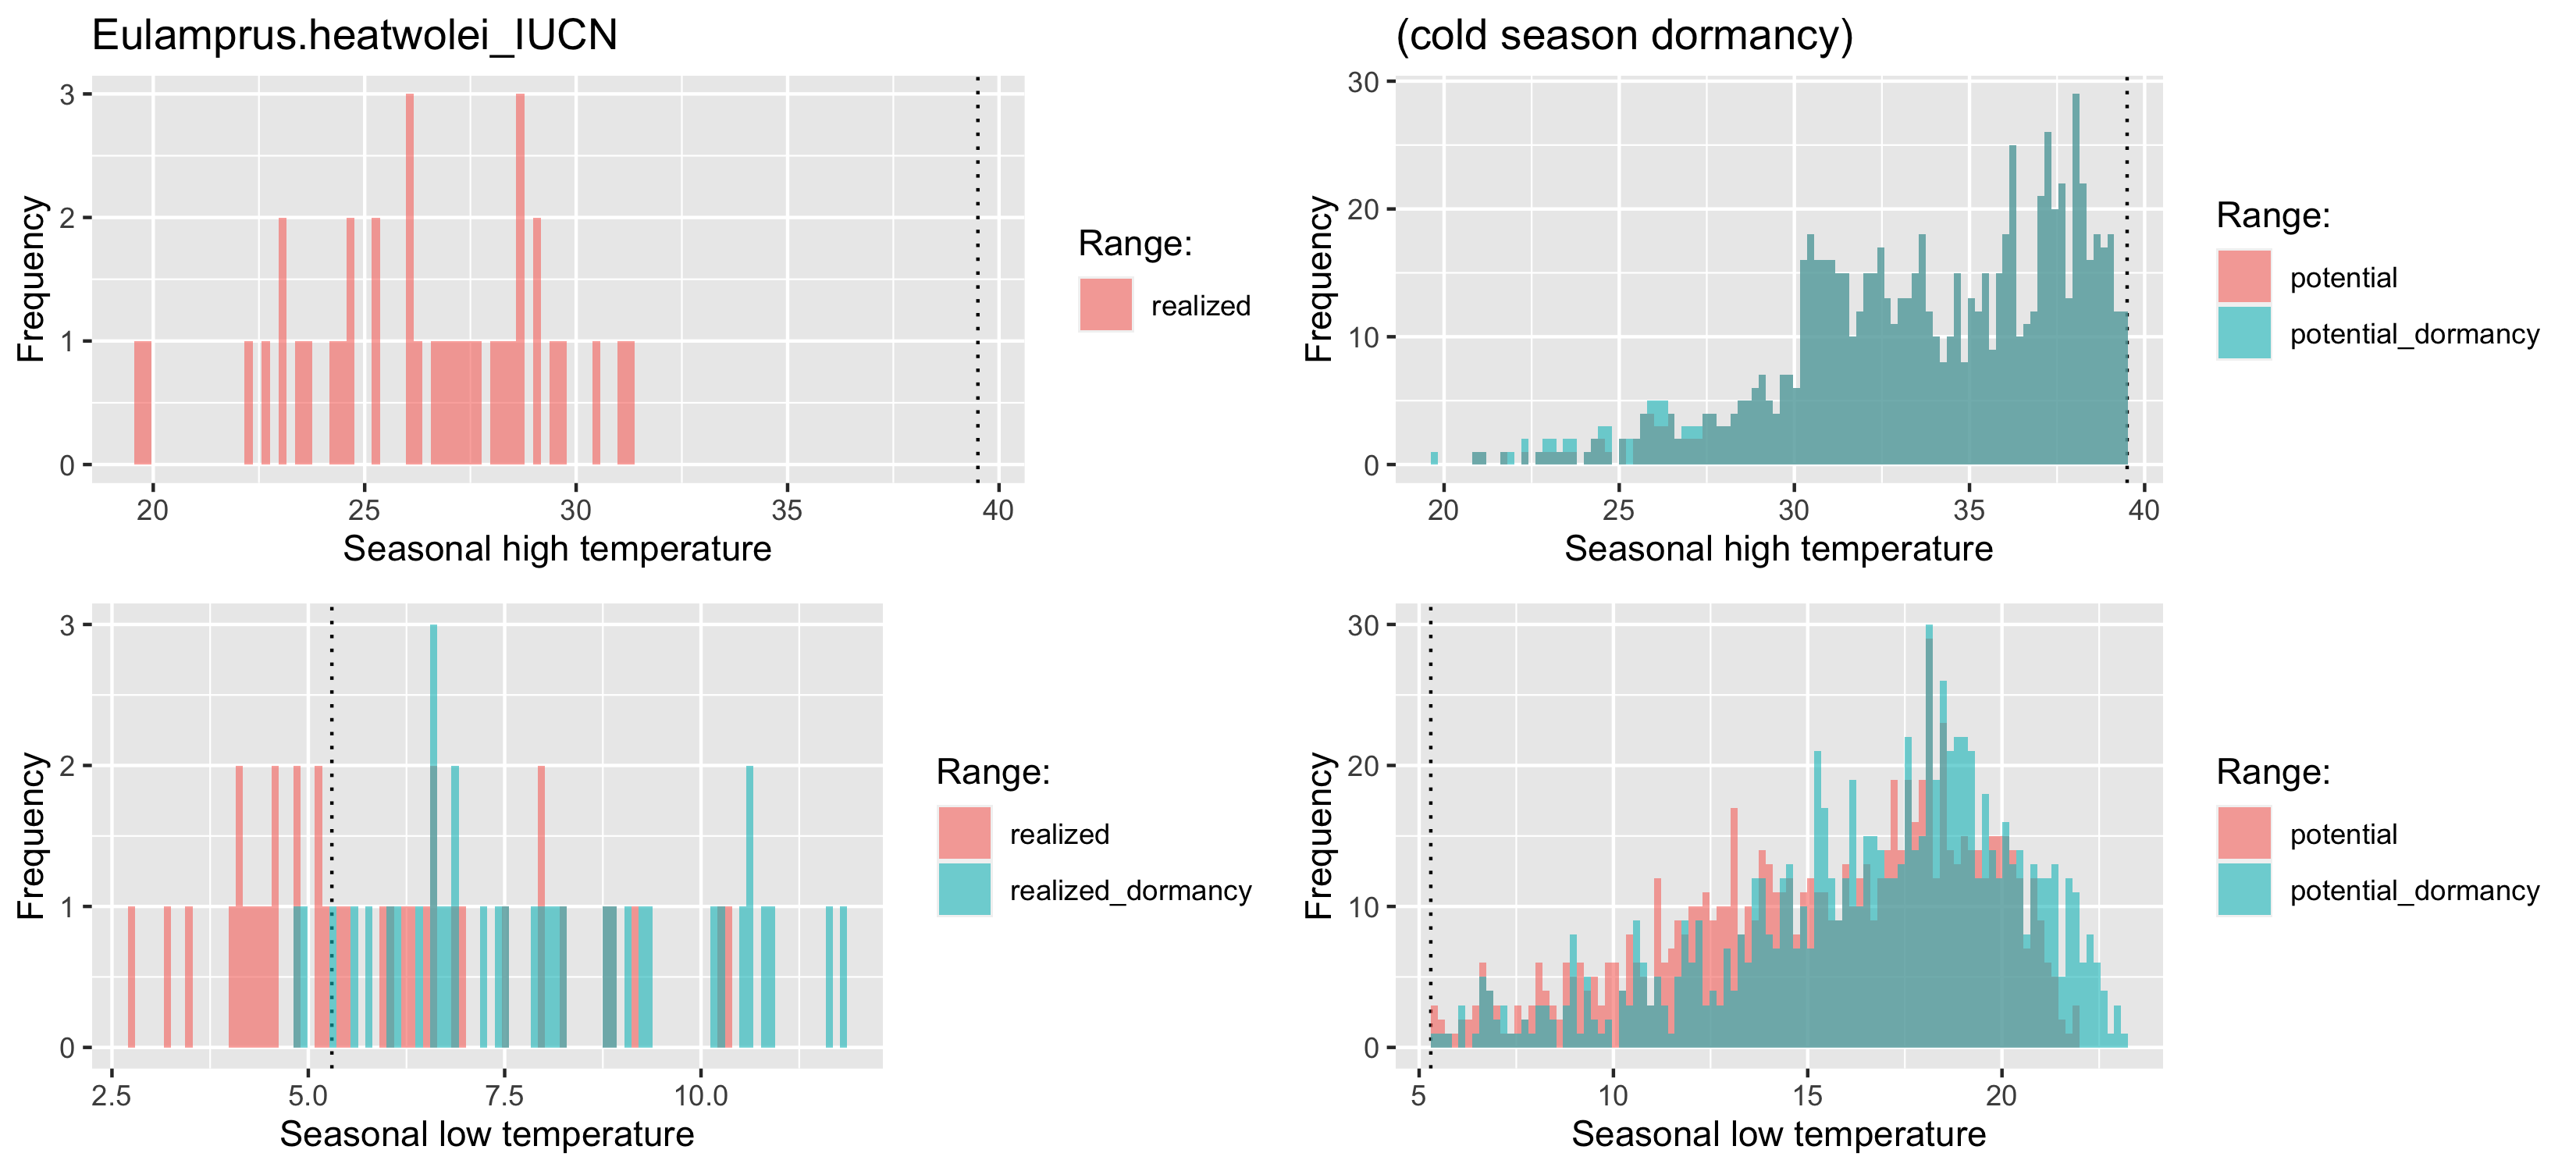 Eulamprus.heatwolei_IUCN
3
2
1
0
Frequency
20 25 30 35 40
Seasonal high temperature
Range:
realized
(cold season dormancy)
30
20
10
0
Frequency
20 25 30 35 40
Seasonal high temperature
Range:
potential
potential_dormancy
3
2
1
0
Frequency
2.5 5.0 7.5 10.0
Seasonal low temperature
Range:
realized
realized_dormancy
30
20
10
0
Frequency
5 10 15 20
Seasonal low temperature
Range:
potential
potential_dormancy